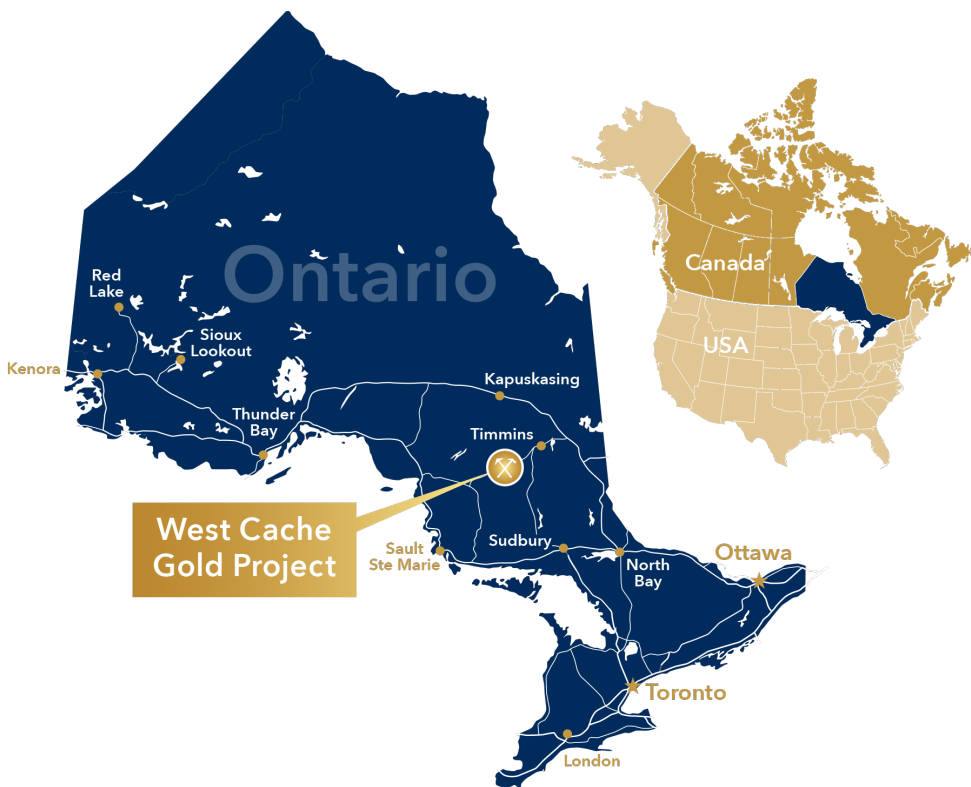 Ontario
Red
Lake
Sioux
Lookout
Kenora
Thunder
Bay
Kapuskasing
Timmins
West Cache
Gold Project
Sault
Ste Marie
Sudbury
North
Bay
Ottawa
Toronto
London
Canada
USA